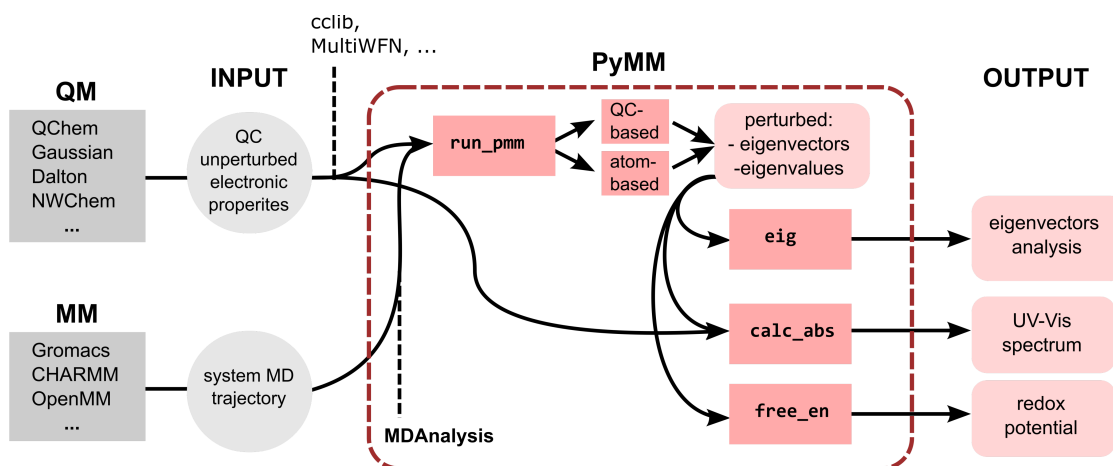 cclib,
MultiWFN, ...
QM
INPUT
PyMM
OUTPUT
QChem
Gaussian
Dalton
NWChem
...
QC
unperturbed
electronic
properites
run_pmm
QC-
based
atom-
based
perturbed:
- eigenvectors
-eigenvalues
eig
eigenvectors
analysis
MM
Gromacs
CHARMM
OpenMM
...
system MD
trajectory
calc_abs
UV-Vis
spectrum
free_en
redox
potential
MDAnalysis